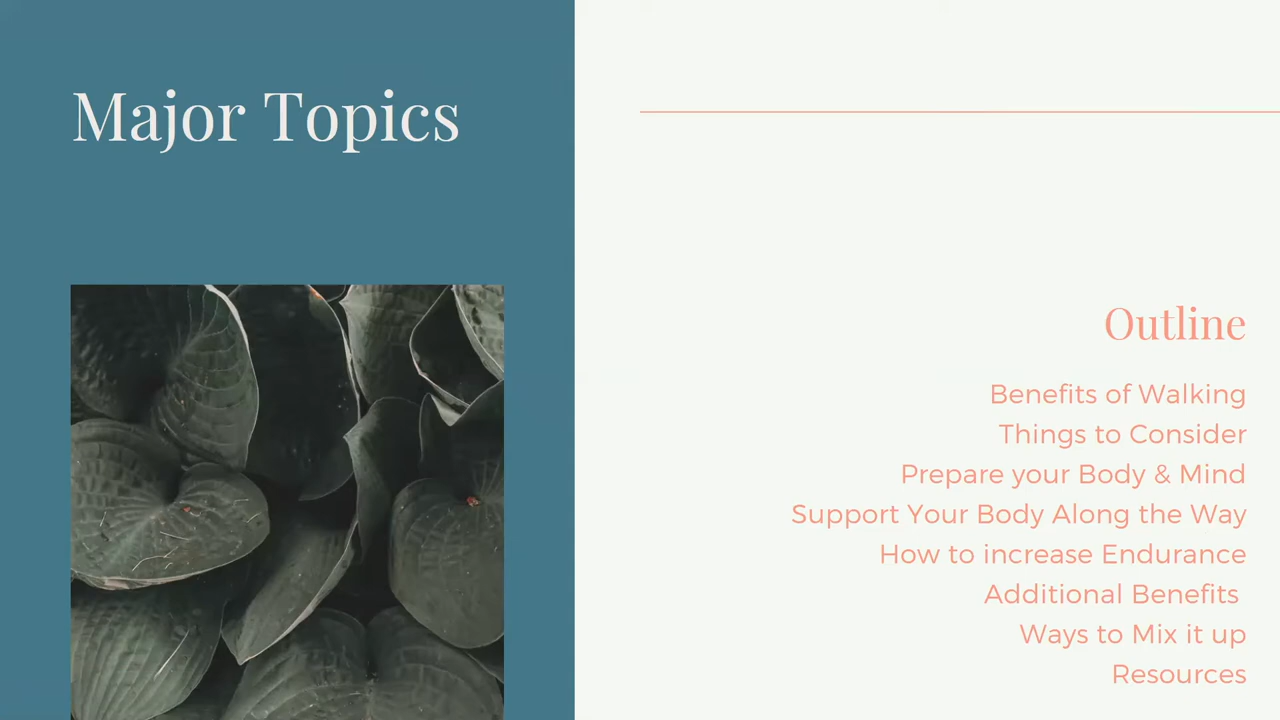 Major Topics
Outline
Benefits of Walking
Things to Consider
Prepare your Body & Mind
Support Your Body Along the Way
How to increase Endurance
Additional Benefits
Ways to Mix it up
Resources